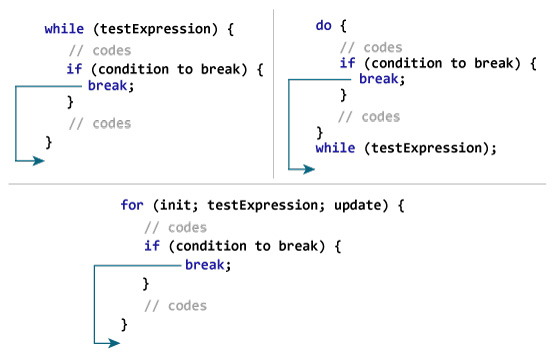 while (testExpression) {
// codes
if (condition to break) {
break;
}
// codes
}
do {
// codes
if (condition to break) {
break;
}
// codes
}
while (testExpression);
for (init; testExpression; update) {
// codes
if (condition to break) {
break;
}
// codes
}